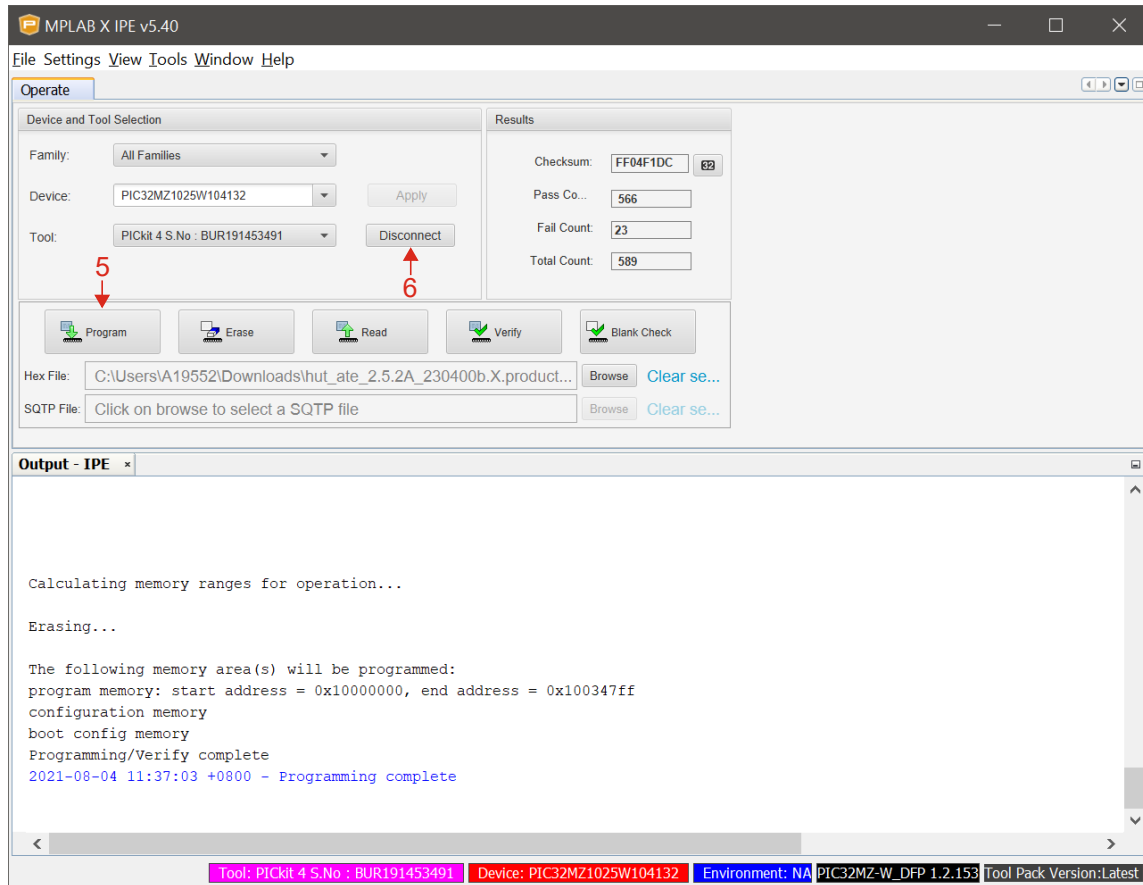 MPLAB X IPE v5.40
File Settings View Tools Window Help
Operate
Device and Tool Selection
Results
Family:
All Families
Checksum:
FF04F1DC
32
Device:
PIC32MZ1025W104132
Apply
Pass Co...
566
Tool:
PICkit 4 S.No : BUR191453491
Disconnect
Fail Count:
23
Total Count:
589
5
6
Program
Erase
Read
Verify
Blank Check
Hex File:
C:\Users\A19552\Downloads\hut_ate_2.5.2A_230400b.X.product...
Browse
Clear se...
SQTP File:
Click on browse to select a SQTP file
Browse
Clear se...
Output - IPE ×
Calculating memory ranges for operation...
Erasing...
The following memory area(s) will be programmed:
program memory: start address = 0x10000000, end address = 0x100347ff
configuration memory
boot config memory
Programming/Verify complete
2021-08-04 11:37:03 +0800 - Programming complete
Tool: PICkit 4 S.No : BUR191453491
Device: PIC32MZ1025W104132
Environment: NA
PIC32MZ-W_DFP 1.2.153
Tool Pack Version:Latest